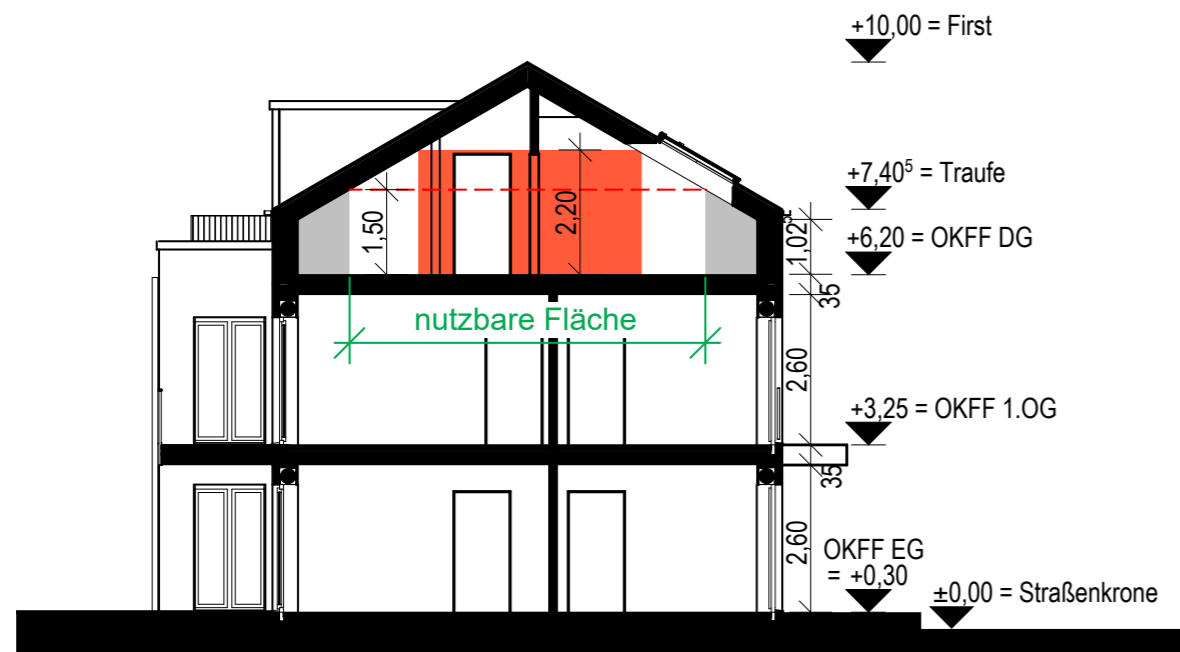 +10,00 = First
+7,40⁵ = Traufe
+6,20 = OKFF DG
1,02⁵
1,50
2,20
35
nutzbare Fläche
2,60
+3,25 = OKFF 1.OG
35
2,60
OKFF EG
= +0,30
±0,00 = Straßenkrone